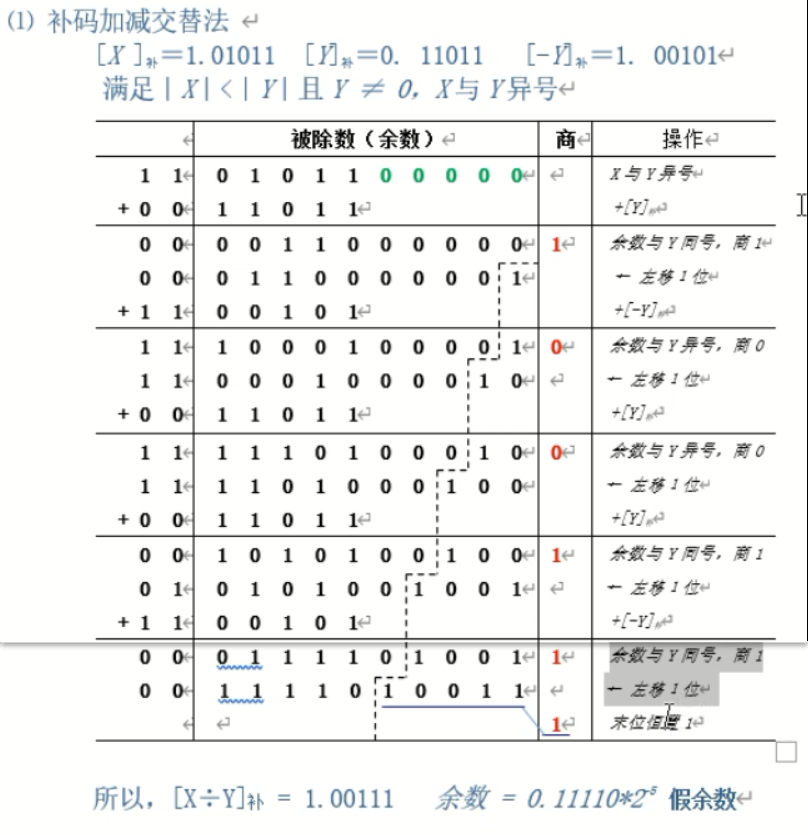 ⑴ 补码加减交替法
[X]补=1.01011 [Y]补=0. 11011 [-Y]补=1. 00101
满足|X|<|Y|且Y≠0，X与Y异号
被除数（余数） 商 操作
1 1 0 1 0 1 1 0 0 0 0 0 X与Y异号
+ 0 0 1 1 0 1 1 +[Y]补
0 0 0 0 1 1 0 0 0 0 0 0 1 余数与Y同号，商1
0 0 0 1 1 0 0 0 0 0 0 1 ← 左移1位
+ 1 1 0 0 1 0 1 +[-Y]补
1 1 1 0 0 0 1 0 0 0 0 1 0 余数与Y异号，商0
1 1 0 0 0 1 0 0 0 0 1 0 ← 左移1位
+ 0 0 1 1 0 1 1 +[Y]补
1 1 1 1 1 0 1 0 0 0 1 0 0 余数与Y异号，商0
1 1 1 1 0 1 0 0 0 1 0 0 ← 左移1位
+ 0 0 1 1 0 1 1 +[Y]补
0 0 1 0 1 0 1 0 0 1 0 0 1 余数与Y同号，商1
0 1 0 1 0 1 0 0 1 0 0 1 ← 左移1位
+ 1 1 0 0 1 0 1 +[-Y]补
0 0 0 1 1 1 1 0 1 0 0 1 1 余数与Y同号，商1
0 0 1 1 1 1 0 1 0 0 1 1 ← 左移1位
1 末位恒置1
所以，[X÷Y]补 = 1.00111 余数 = 0.11110*2⁻⁵ 假余数